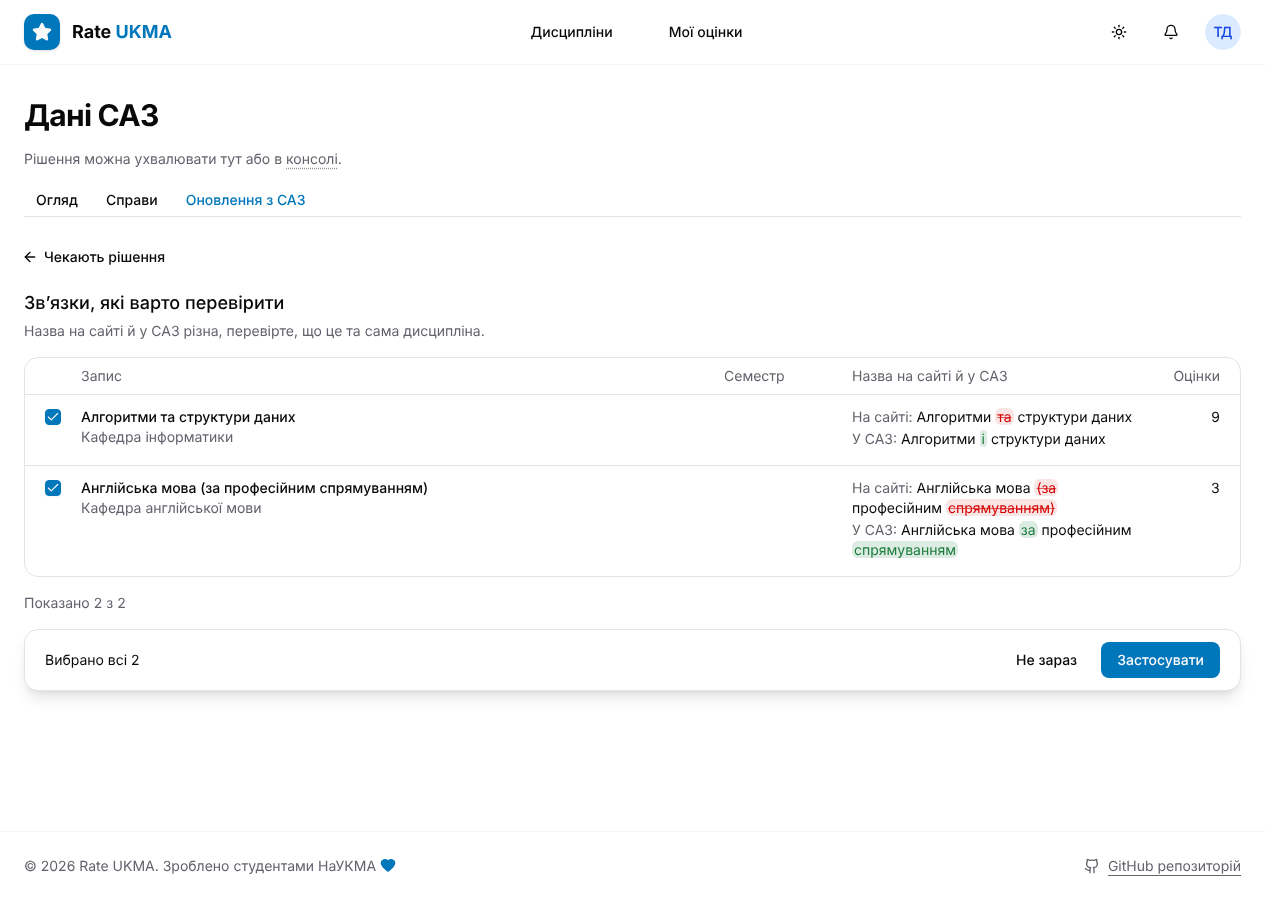 Rate UKMA
Дисципліни
Мої оцінки
ТД
Дані САЗ
Рішення можна ухвалювати тут або в консолі.
Огляд
Справи
Оновлення з САЗ
← Чекають рішення
Зв’язки, які варто перевірити
Назва на сайті й у САЗ різна, перевірте, що це та сама дисципліна.
Запис
Семестр
Назва на сайті й у САЗ
Оцінки
Алгоритми та структури даних
Кафедра інформатики
На сайті: Алгоритми та структури даних
У САЗ: Алгоритми і структури даних
9
Англійська мова (за професійним спрямуванням)
Кафедра англійської мови
На сайті: Англійська мова (за
професійним спрямуванням)
У САЗ: Англійська мова за професійним
спрямуванням
3
Показано 2 з 2
Вибрано всі 2
Не зараз
Застосувати
© 2026 Rate UKMA. Зроблено студентами НаУКМА
GitHub репозиторій